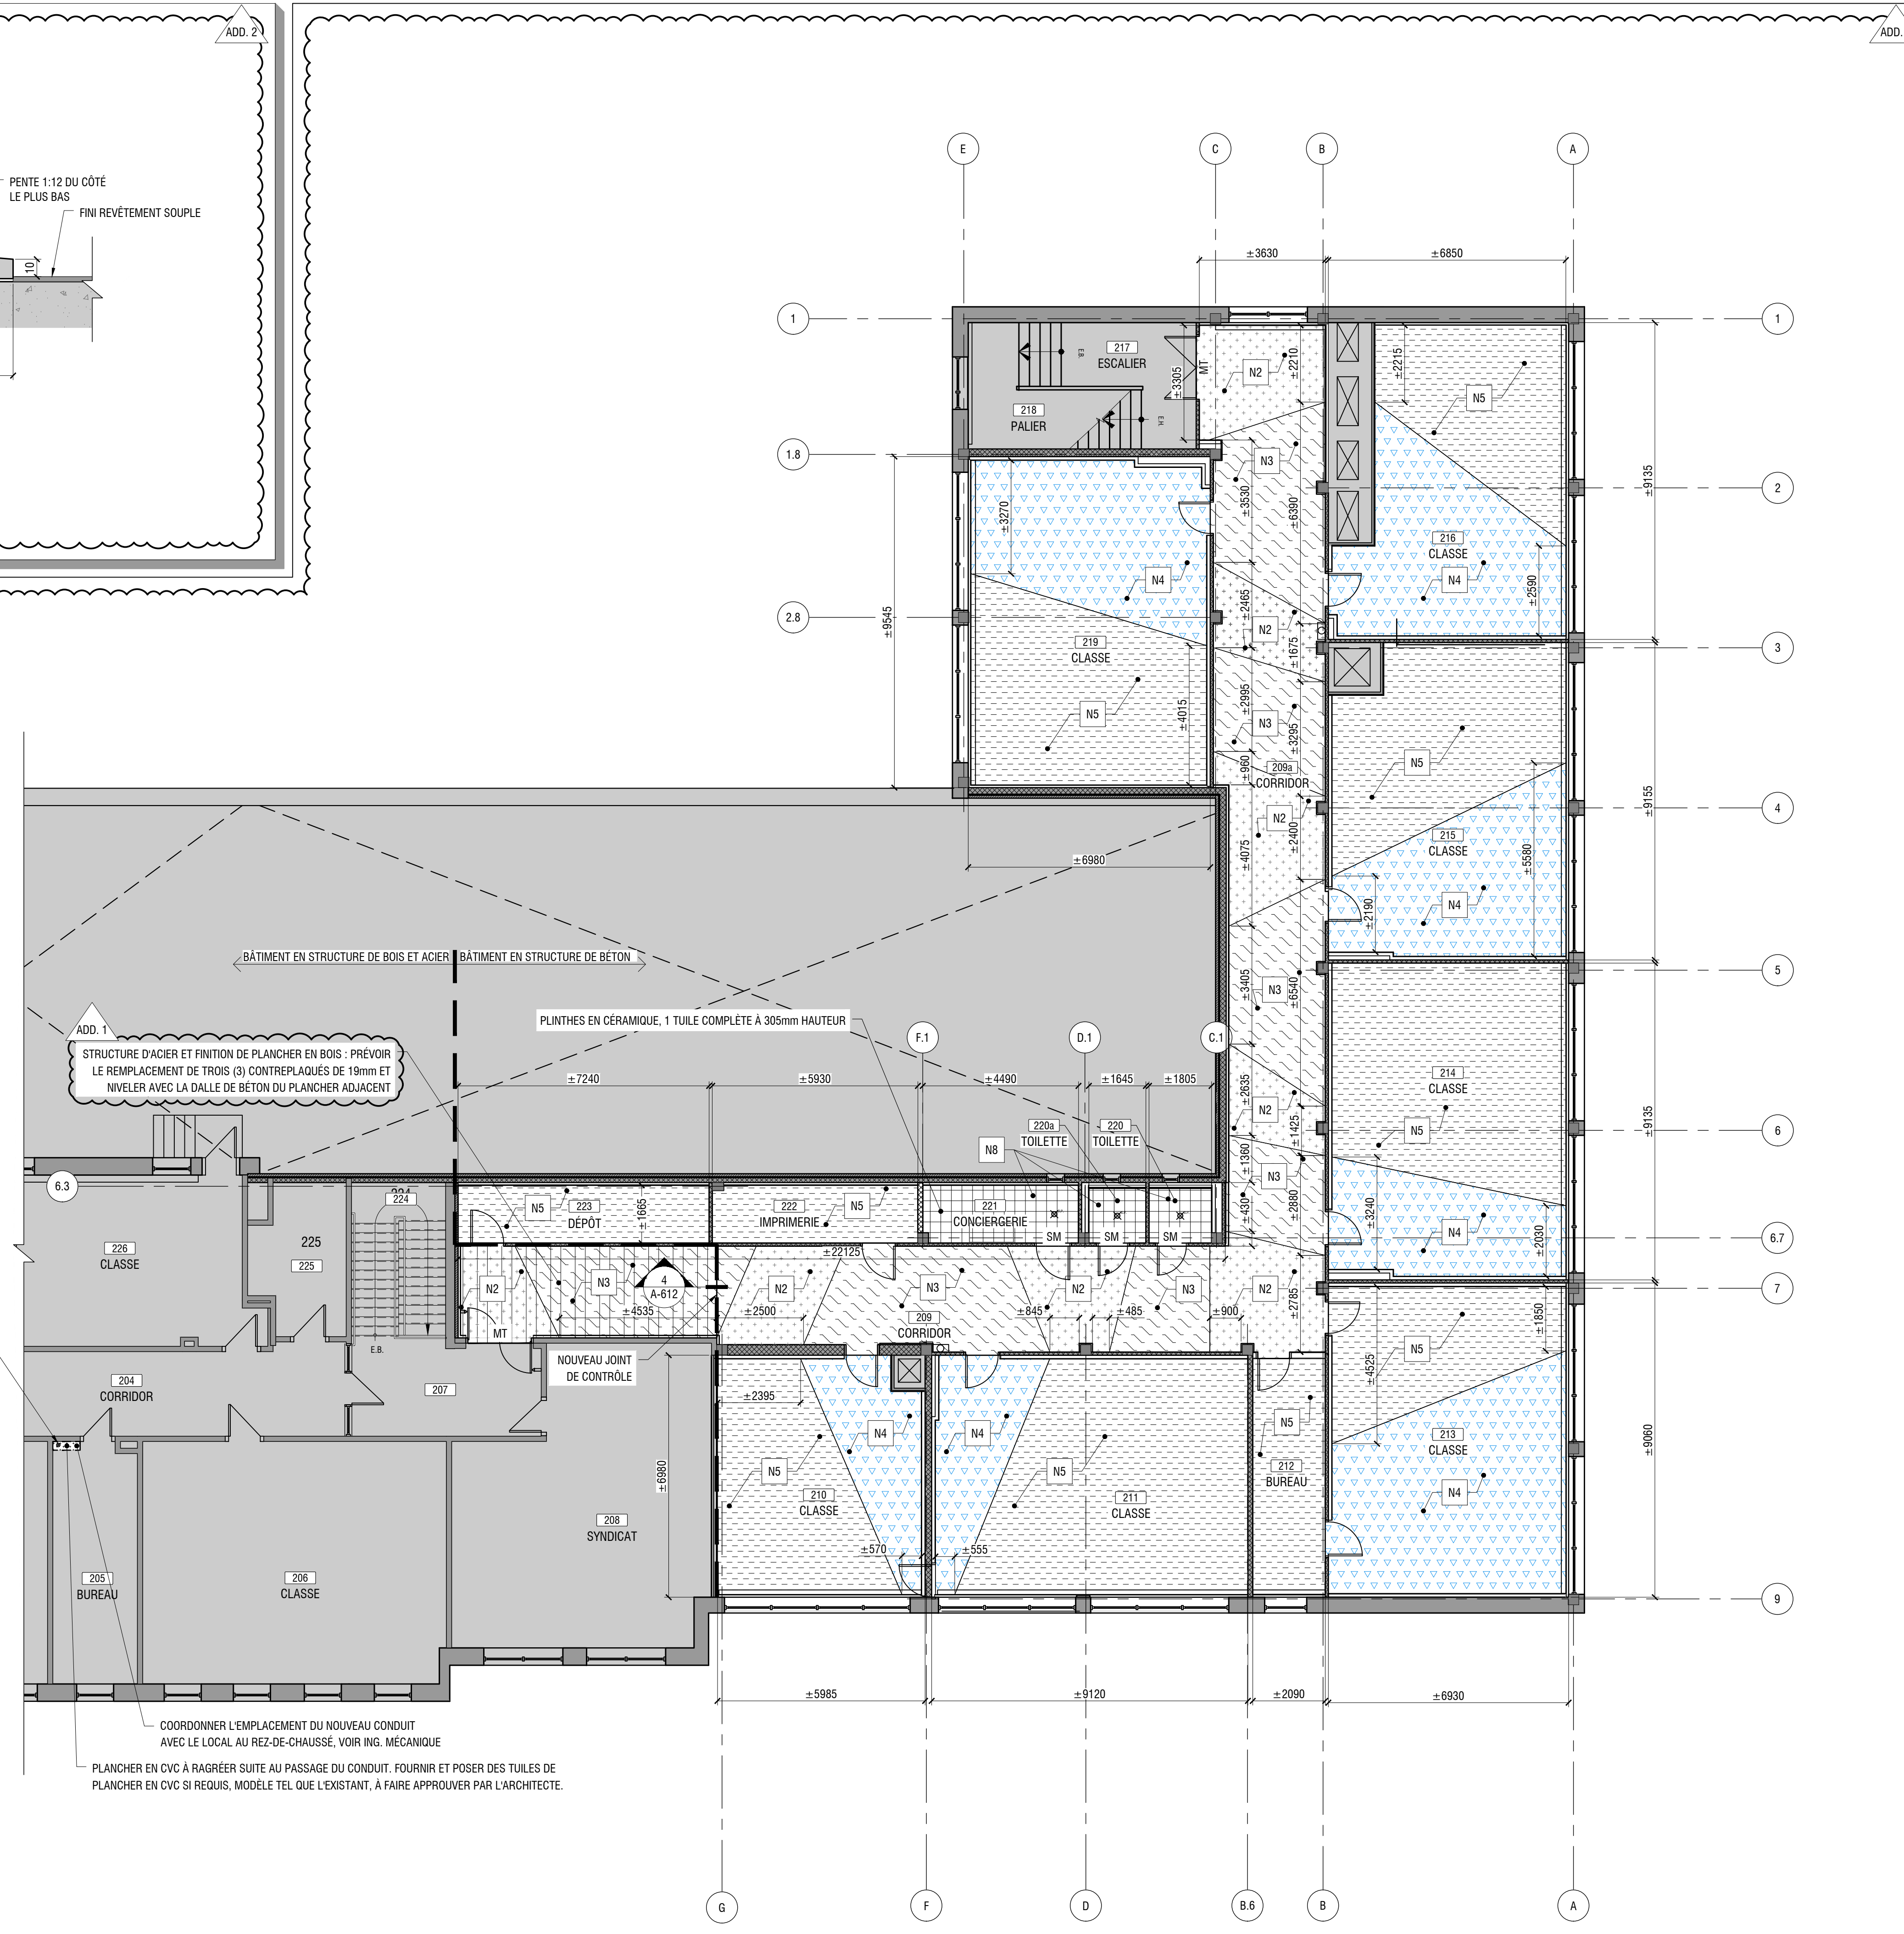 ADD. 2
ADD.
PENTE 1:12 DU CÔTÉ
LE PLUS BAS
FINI REVÊTEMENT SOUPLE
10
E
C
B
A
±3630
±6850
1
1
217
ESCALIER
E.B.
MT
±3305
N2
±2210
±2215
N5
218
PALIER
E.H.
1.8
N3
±9135
±3270
±3530
±6390
2
216
CLASSE
N4
N4
±2590
±9545
±2465
2.8
N2
±1675
219
CLASSE
3
N5
±4015
±2995
N3
±3295
±960
209a
CORRIDOR
N5
N2
±2400
4
±9155
±4075
215
CLASSE
±5580
±6980
N4
±2190
BÂTIMENT EN STRUCTURE DE BOIS ET ACIER
BÂTIMENT EN STRUCTURE DE BÉTON
5
±3405
N3
±6540
ADD. 1
PLINTHES EN CÉRAMIQUE, 1 TUILE COMPLÈTE À 305mm HAUTEUR
F.1
D.1
C.1
STRUCTURE D'ACIER ET FINITION DE PLANCHER EN BOIS : PRÉVOIR
LE REMPLACEMENT DE TROIS (3) CONTREPLAQUÉS DE 19mm ET
NIVELER AVEC LA DALLE DE BÉTON DU PLANCHER ADJACENT
±7240
±5930
±4490
±1645
±1805
±2635
214
CLASSE
N2
±1425
N5
6
±9135
220a
TOILETTE
220
TOILETTE
N8
±1360
N3
6.3
224
224
N5
223
DÉPÔT
±1665
222
IMPRIMERIE
N5
221
CONCIERGERIE
SM
SM
SM
±430
±2880
±3240
N4
±2030
6.7
226
CLASSE
225
225
±22125
N2
N3
4
A-612
±4535
N2
±2500
N3
209
CORRIDOR
±845
N2
±485
N3
±900
N2
±2785
7
MT
E.B.
±1850
N5
NOUVEAU JOINT
DE CONTRÔLE
±4525
204
CORRIDOR
207
±2395
N4
N4
N5
213
CLASSE
±9060
N5
N5
212
BUREAU
±6980
N4
210
CLASSE
211
CLASSE
208
SYNDICAT
±570
±555
205
BUREAU
206
CLASSE
9
±5985
±9120
±2090
±6930
COORDONNER L'EMPLACEMENT DU NOUVEAU CONDUIT
AVEC LE LOCAL AU REZ-DE-CHAUSSÉ, VOIR ING. MÉCANIQUE
PLANCHER EN CVC À RAGRÉER SUITE AU PASSAGE DU CONDUIT. FOURNIR ET POSER DES TUILES DE
PLANCHER EN CVC SI REQUIS, MODÈLE TEL QUE L'EXISTANT, À FAIRE APPROUVER PAR L'ARCHITECTE.
G
F
D
B.6
B
A